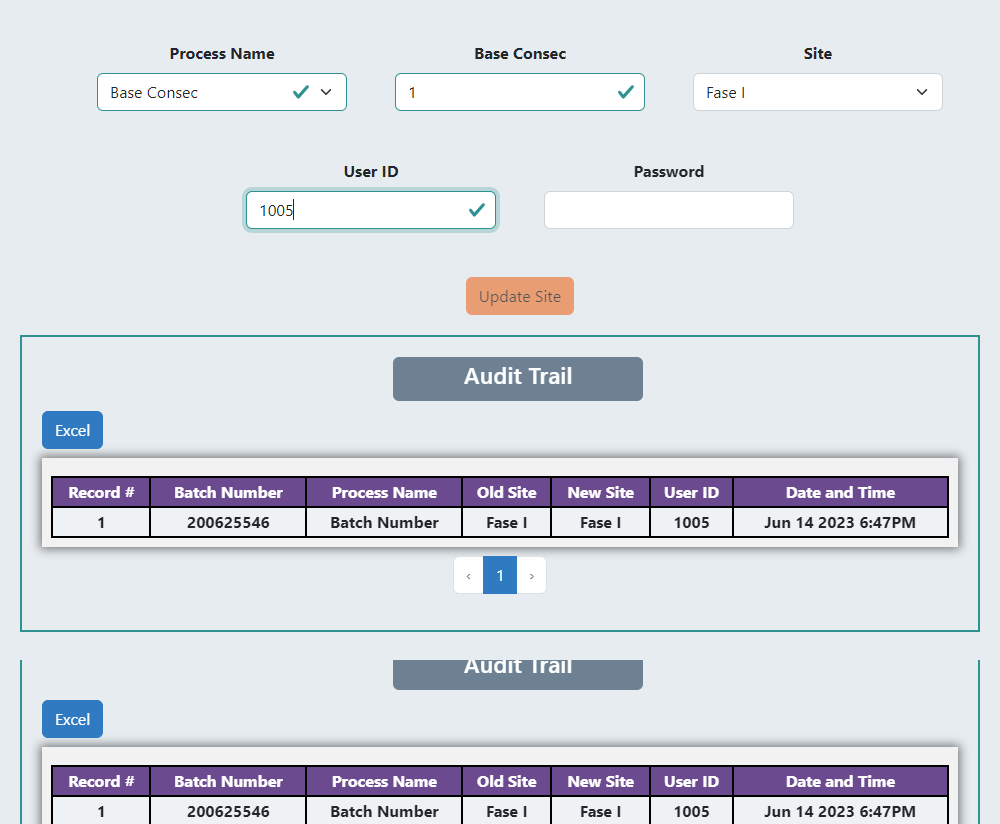 Process Name Base Consec Site
Base Consec 1 Fase I
User ID Password
1005
Update Site
Audit Trail
Excel
Record # Batch Number Process Name Old Site New Site User ID Date and Time
1 200625546 Batch Number Fase I Fase I 1005 Jun 14 2023 6:47PM
‹ 1 ›
Audit Trail
Excel
Record # Batch Number Process Name Old Site New Site User ID Date and Time
1 200625546 Batch Number Fase I Fase I 1005 Jun 14 2023 6:47PM